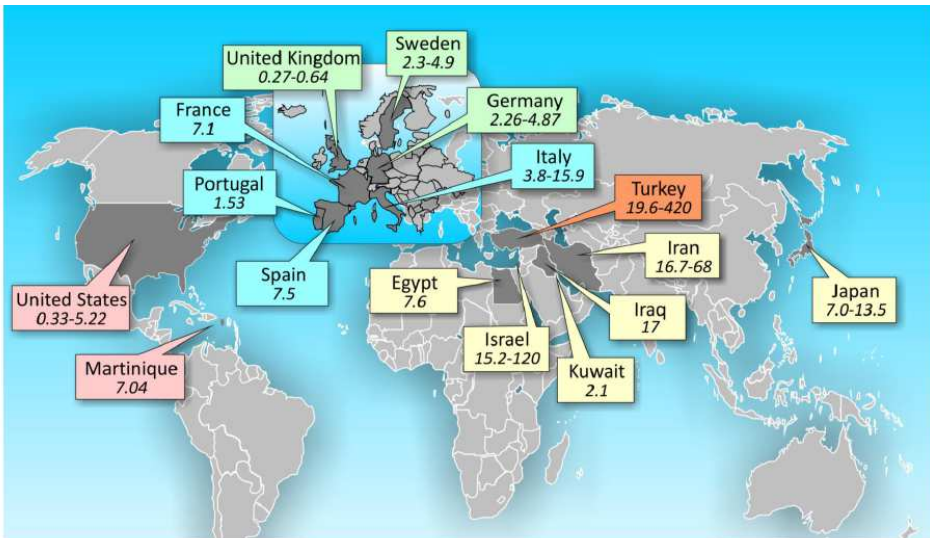 Sweden
2.3-4.9
United Kingdom
0.27-0.64
France
7.1
Germany
2.26-4.87
Italy
3.8-15.9
Portugal
1.53
Turkey
19.6-420
Spain
7.5
Iran
16.7-68
Egypt
7.6
Iraq
17
Japan
7.0-13.5
United States
0.33-5.22
Israel
15.2-120
Kuwait
2.1
Martinique
7.04